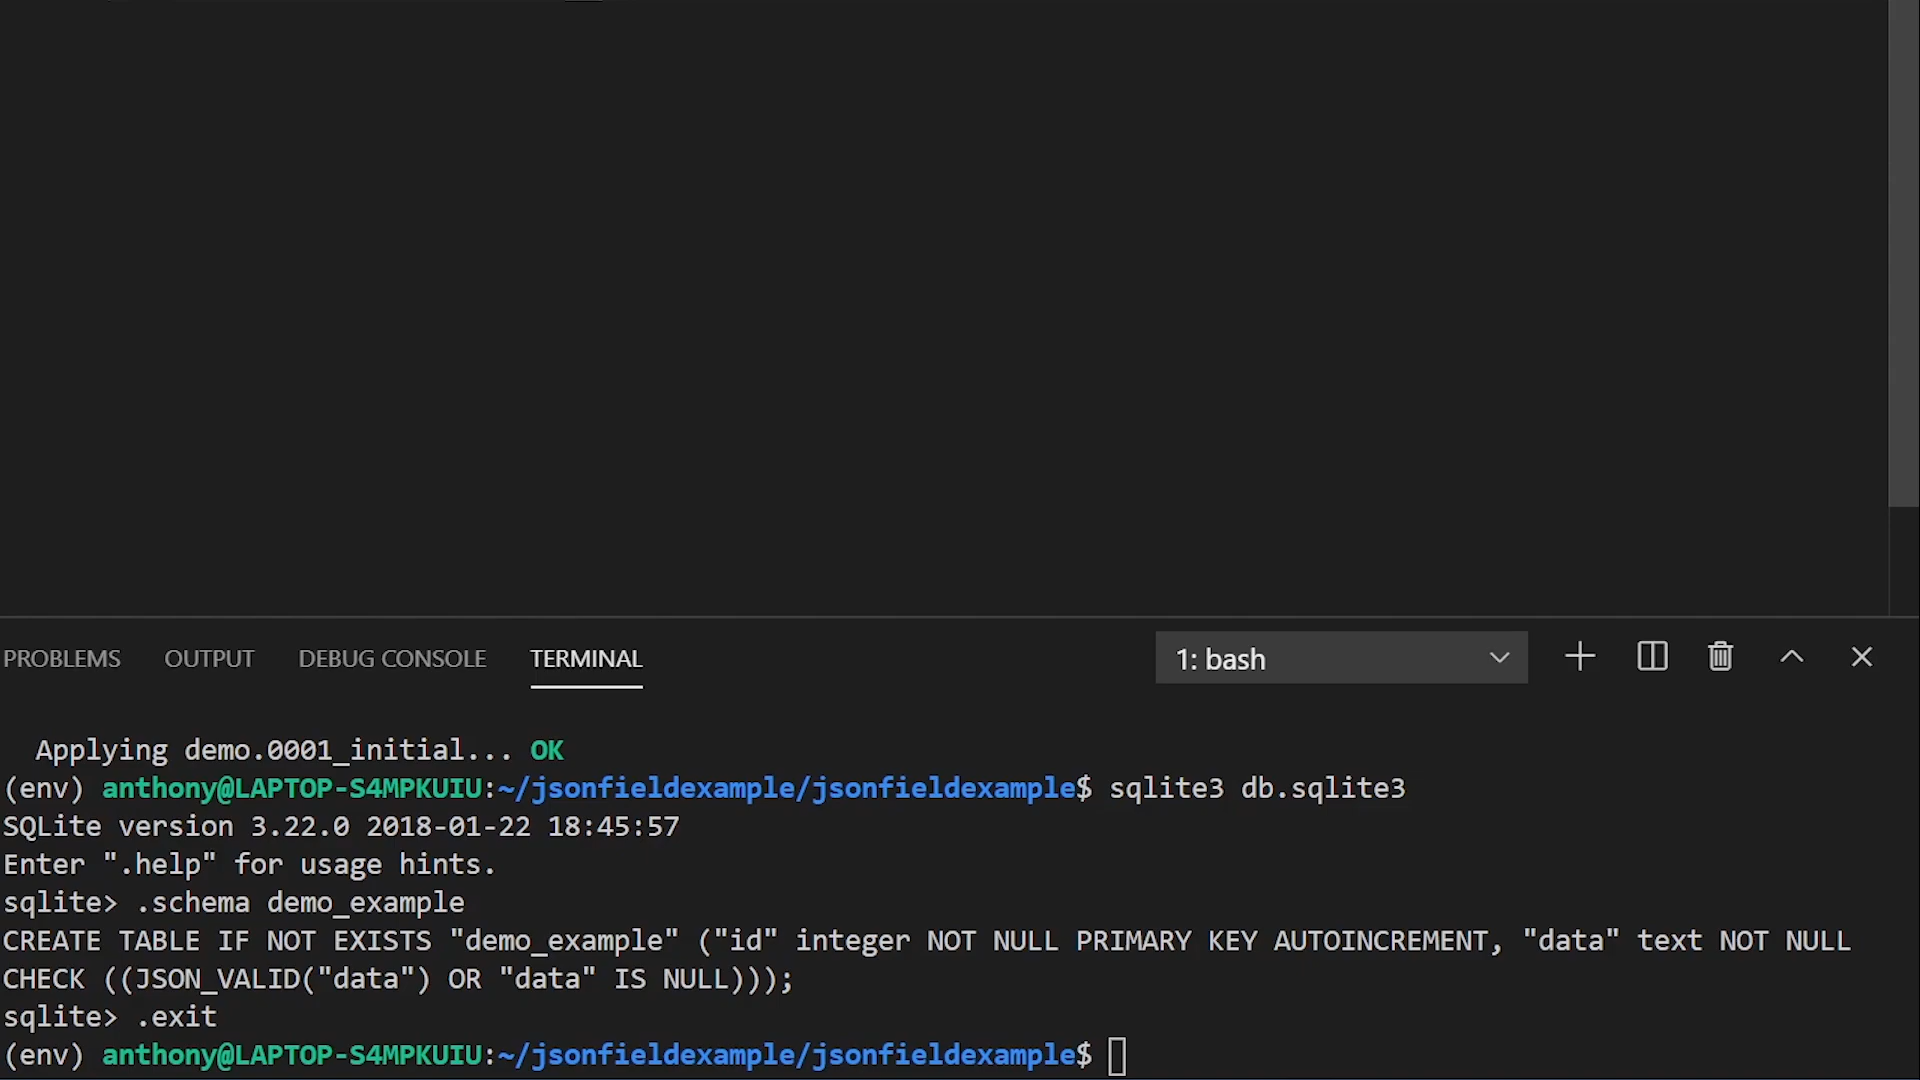 PROBLEMS OUTPUT DEBUG CONSOLE TERMINAL 1: bash
Applying demo.0001_initial... OK
(env) anthony@LAPTOP-S4MPKUIU:~/jsonfieldexample/jsonfieldexample$ sqlite3 db.sqlite3
SQLite version 3.22.0 2018-01-22 18:45:57
Enter ".help" for usage hints.
sqlite> .schema demo_example
CREATE TABLE IF NOT EXISTS "demo_example" ("id" integer NOT NULL PRIMARY KEY AUTOINCREMENT, "data" text NOT NULL
CHECK ((JSON_VALID("data") OR "data" IS NULL)));
sqlite> .exit
(env) anthony@LAPTOP-S4MPKUIU:~/jsonfieldexample/jsonfieldexample$